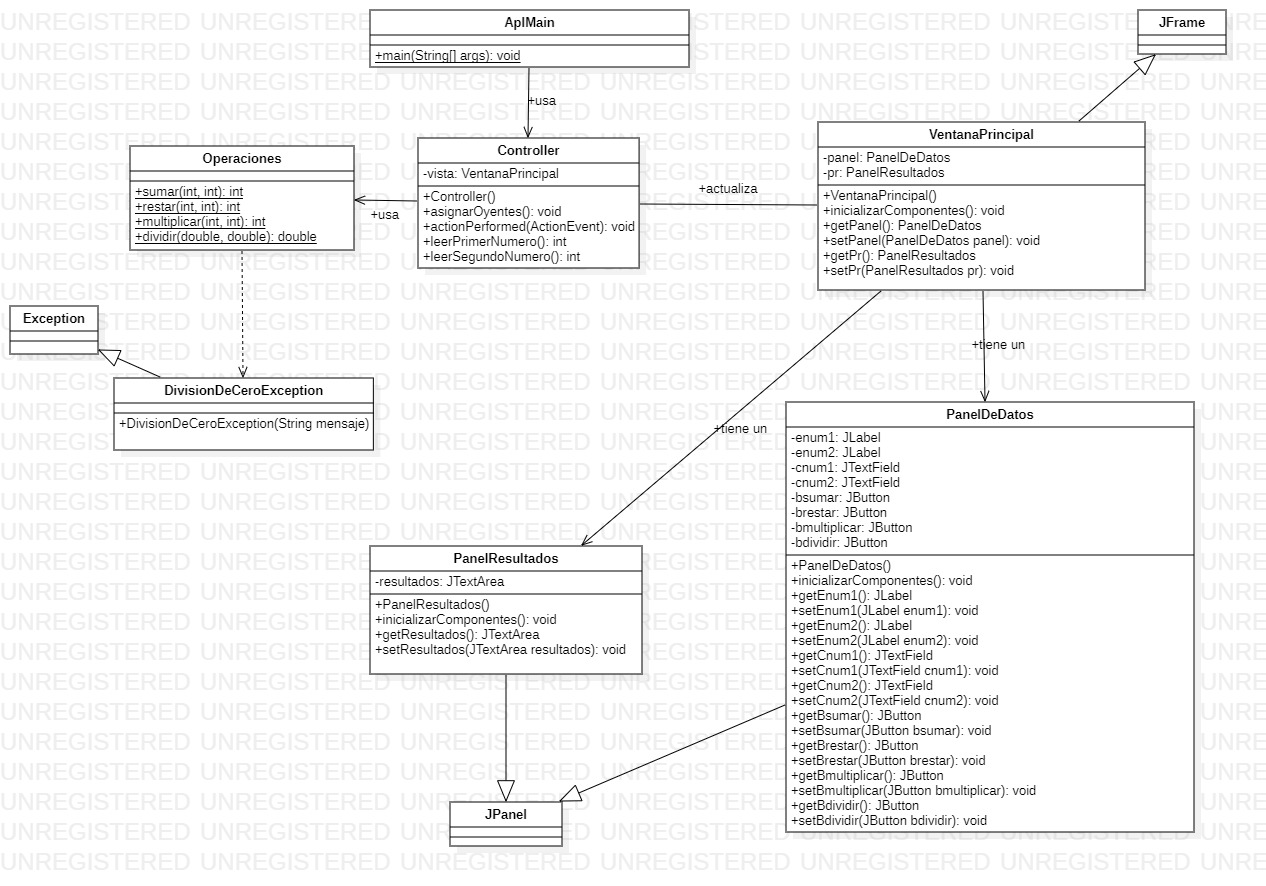 AplMain
+main(String[] args): void
JFrame
+usa
Operaciones
+sumar(int, int): int
+restar(int, int): int
+multiplicar(int, int): int
+dividir(double, double): double
+usa
Controller
-vista: VentanaPrincipal
+Controller()
+asignarOyentes(): void
+actionPerformed(ActionEvent): void
+leerPrimerNumero(): int
+leerSegundoNumero(): int
+actualiza
VentanaPrincipal
-panel: PanelDeDatos
-pr: PanelResultados
+VentanaPrincipal()
+inicializarComponentes(): void
+getPanel(): PanelDeDatos
+setPanel(PanelDeDatos panel): void
+getPr(): PanelResultados
+setPr(PanelResultados pr): void
Exception
DivisionDeCeroException
+DivisionDeCeroException(String mensaje)
+tiene un
+tiene un
PanelDeDatos
-enum1: JLabel
-enum2: JLabel
-cnum1: JTextField
-cnum2: JTextField
-bsumar: JButton
-brestar: JButton
-bmultiplicar: JButton
-bdividir: JButton
+PanelDeDatos()
+inicializarComponentes(): void
+getEnum1(): JLabel
+setEnum1(JLabel enum1): void
+getEnum2(): JLabel
+setEnum2(JLabel enum2): void
+getCnum1(): JTextField
+setCnum1(JTextField cnum1): void
+getCnum2(): JTextField
+setCnum2(JTextField cnum2): void
+getBsumar(): JButton
+setBsumar(JButton bsumar): void
+getBrestar(): JButton
+setBrestar(JButton brestar): void
+getBmultiplicar(): JButton
+setBmultiplicar(JButton bmultiplicar): void
+getBdividir(): JButton
+setBdividir(JButton bdividir): void
PanelResultados
-resultados: JTextArea
+PanelResultados()
+inicializarComponentes(): void
+getResultados(): JTextArea
+setResultados(JTextArea resultados): void
JPanel
UNREGISTERED